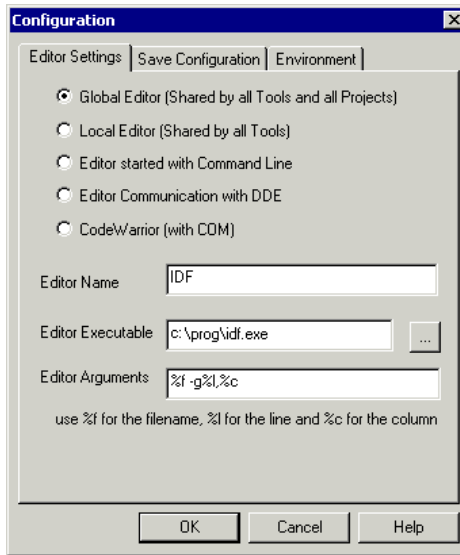 Configuration
Editor Settings Save Configuration Environment
Global Editor (Shared by all Tools and all Projects)
Local Editor (Shared by all Tools)
Editor started with Command Line
Editor Communication with DDE
CodeWarrior (with COM)
Editor Name IDF
Editor Executable c:\prog\idf.exe ...
Editor Arguments %f -g%l,%c
use %f for the filename, %l for the line and %c for the column
OK Cancel Help